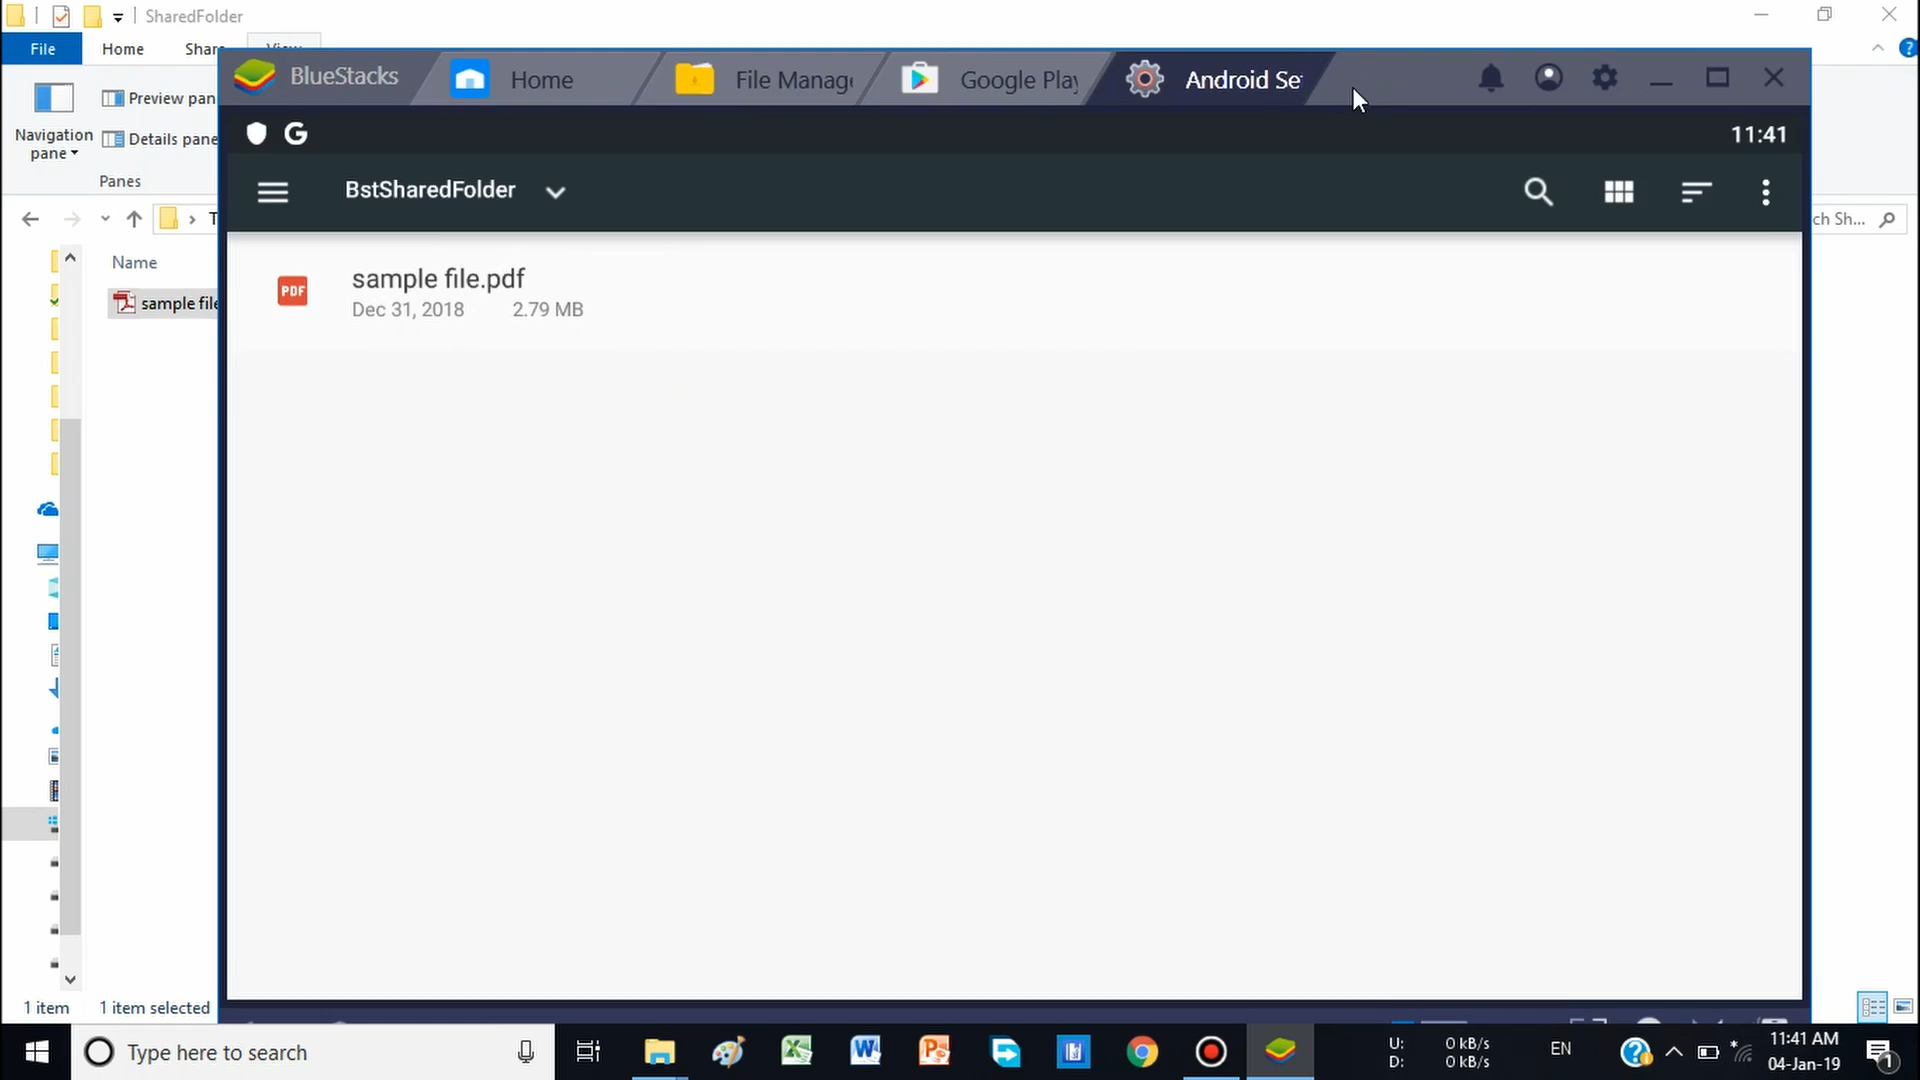 SharedFolder
File
Home
Share
View
BlueStacks
Home
File Manag
Google Play
Android Se
Navigation
pane
Preview pan
Details pane
Panes
11:41
BstSharedFolder
ch Sh...
Name
sample file
sample file.pdf
Dec 31, 2018
2.79 MB
PDF
1 item
1 item selected
Type here to search
U: 0 kB/s
D: 0 kB/s
EN
11:41 AM
04-Jan-19
1